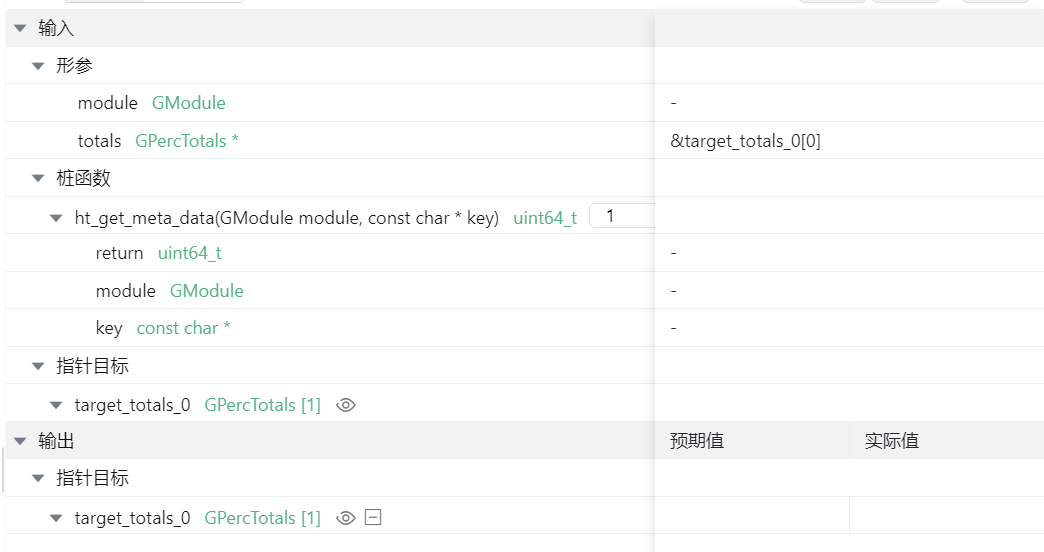 输入
形参
module GModule -
totals GPercTotals * &target_totals_0[0]
桩函数
ht_get_meta_data(GModule module, const char * key) uint64_t 1
return uint64_t -
module GModule -
key const char * -
指针目标
target_totals_0 GPercTotals [1]
输出 预期值 实际值
指针目标
target_totals_0 GPercTotals [1]